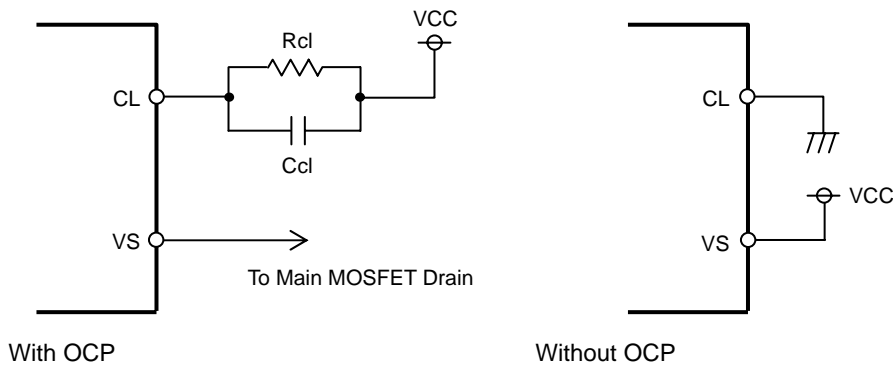 VCC
Rcl
CL
Ccl
VS
To Main MOSFET Drain
With OCP
CL
VCC
VS
Without OCP